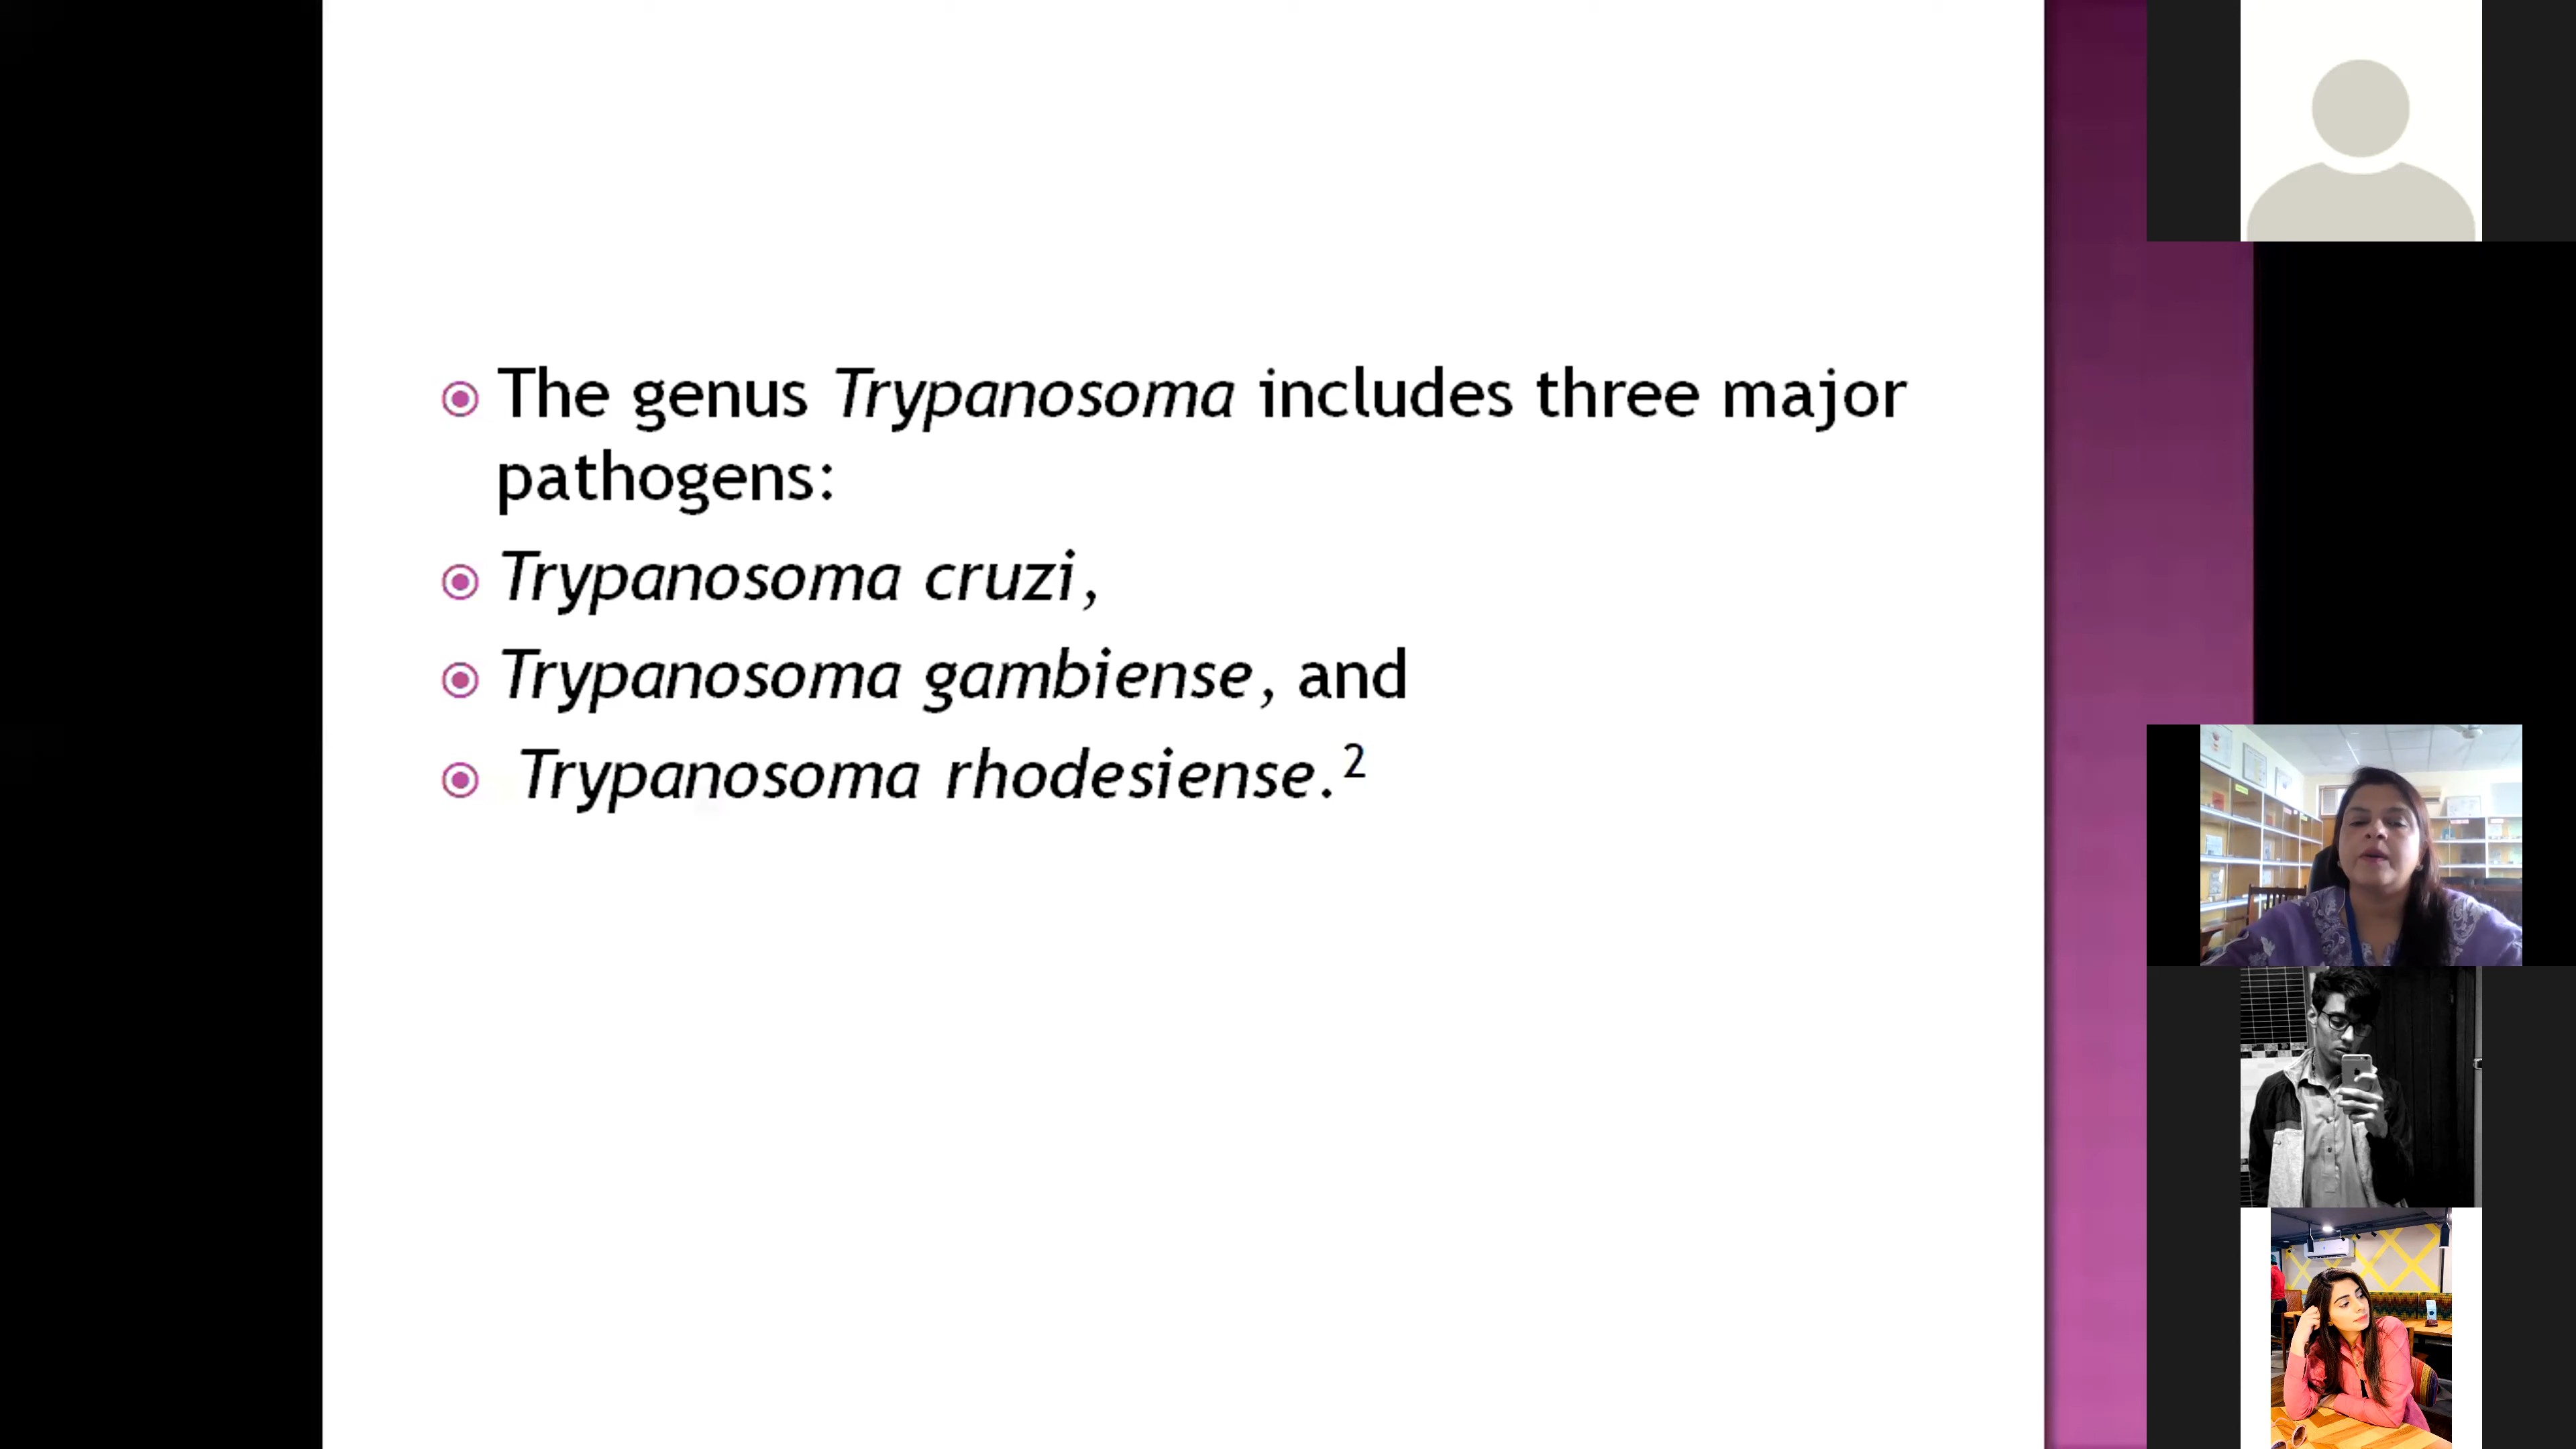 The genus Trypanosoma includes three major
pathogens:
Trypanosoma cruzi,
Trypanosoma gambiense, and
Trypanosoma rhodesiense.²